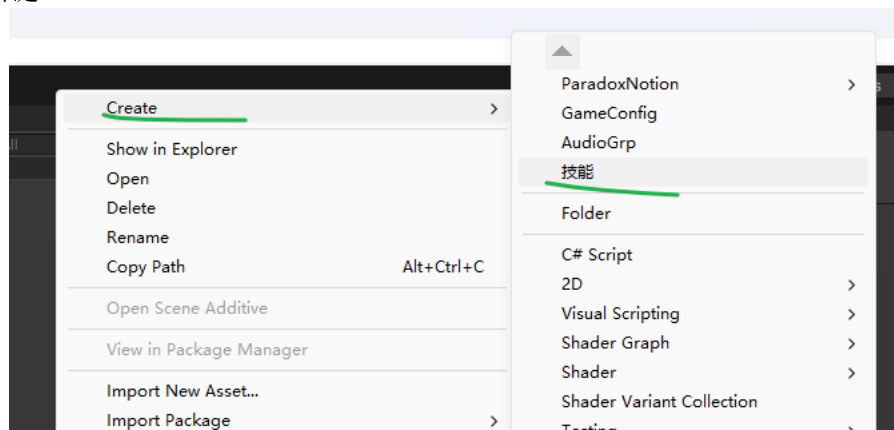 Create
Show in Explorer
Open
Delete
Rename
Copy Path Alt+Ctrl+C
Open Scene Additive
View in Package Manager
Import New Asset...
Import Package
ParadoxNotion
GameConfig
AudioGrp
技能
Folder
C# Script
2D
Visual Scripting
Shader Graph
Shader
Shader Variant Collection